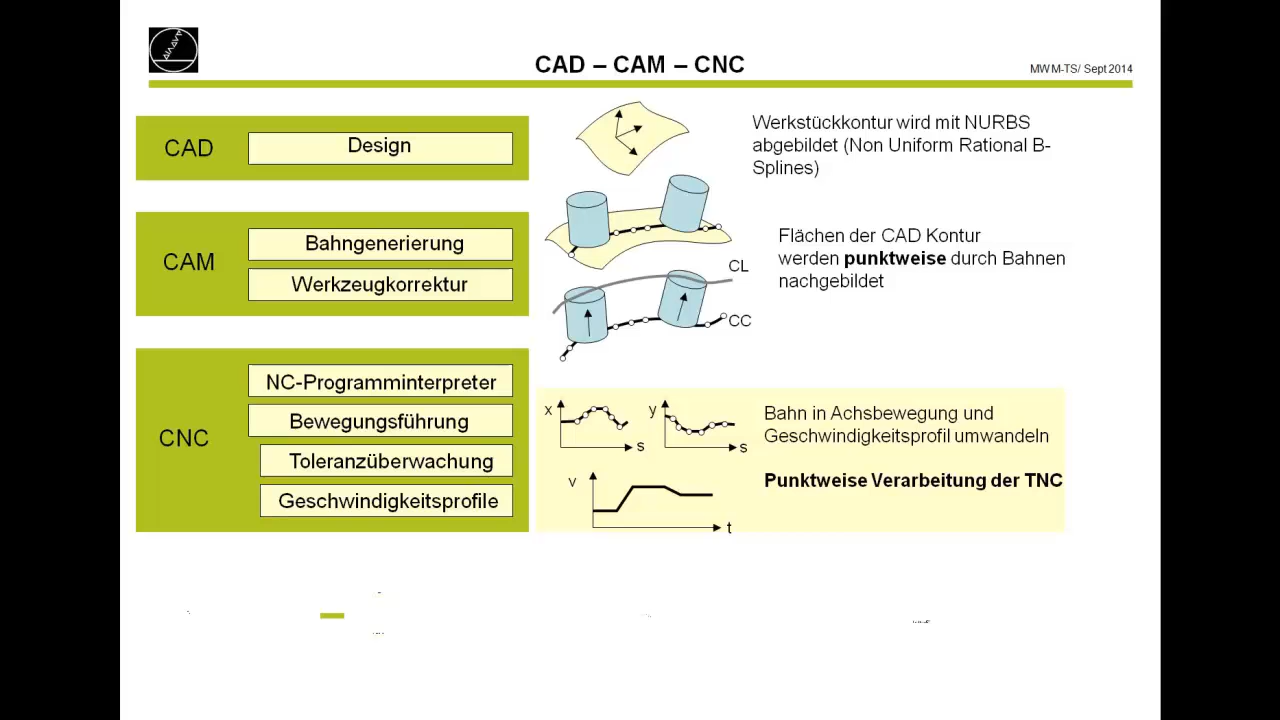 CAD – CAM – CNC
MWM-TS/ Sept 2014
CAD
Design
Werkstückkontur wird mit NURBS
abgebildet (Non Uniform Rational B-
Splines)
CAM
Bahngenerierung
Werkzeugkorrektur
Flächen der CAD Kontur
werden punktweise durch Bahnen
nachgebildet
CL
CC
CNC
NC-Programminterpreter
Bewegungsführung
Toleranzüberwachung
Geschwindigkeitsprofile
x
s
y
s
v
t
Bahn in Achsbewegung und
Geschwindigkeitsprofil umwandeln
Punktweise Verarbeitung der TNC